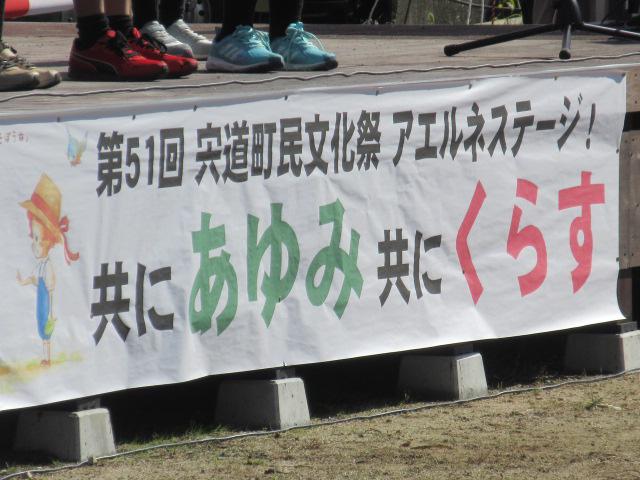 第51回 宍道町民文化祭 アエルネステージ!
共に あゆみ 共に くらす